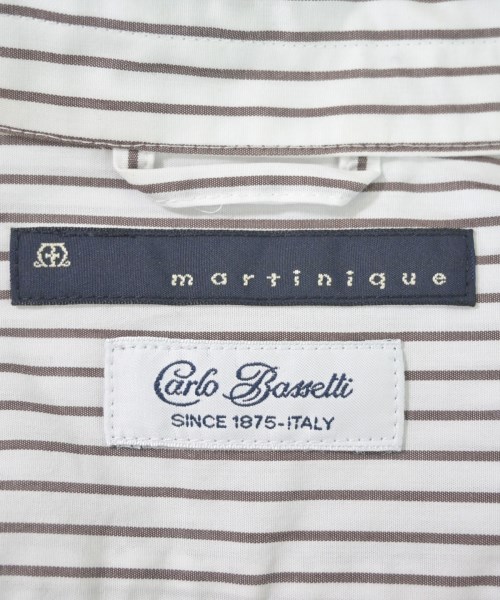 martinique
Carlo Bassetti
SINCE 1875-ITALY